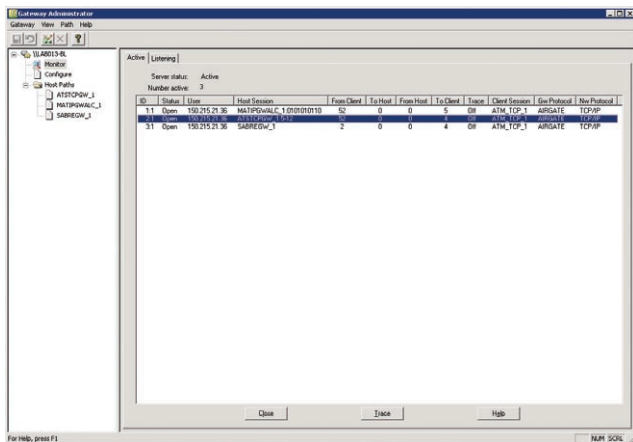 Gateway Administrator
Gateway View Path Help
\\LAB013-BL
Monitor
Configure
Host Paths
ATSTCPGW_1
MATIPGWALC_1
SABREGW_1
Active Listening
Server status: Active
Number active: 3
ID Status User Host Session From Client To Host From Host To Client Trace Client Session Gw Protocol Nw Protocol
1:1 Open 150.215.21.36 MATIPGWALC_1:0101010110 52 0 0 5 Off ATM_TCP_1 AIRGATE TCP/IP
2:1 Open 150.215.21.36 ATSTCPGW_1:5-12 52 0 0 4 Off ATM_TCP_1 AIRGATE TCP/IP
3:1 Open 150.215.21.36 SABREGW_1 2 0 0 4 Off ATM_TCP_1 AIRGATE TCP/IP
Close Trace Help
For Help, press F1 NUM SCRL